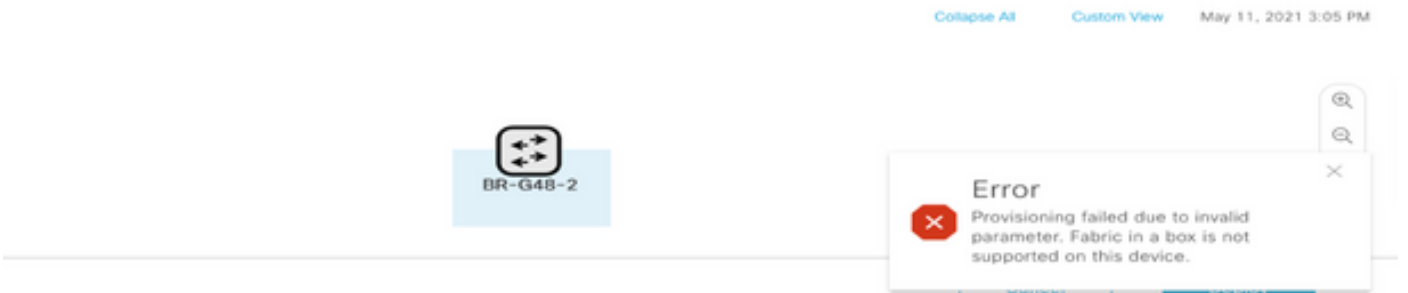 Collapse All Custom View May 11, 2021 3:05 PM
BR-G48-2
Error
Provisioning failed due to invalid
parameter. Fabric in a box is not
supported on this device.